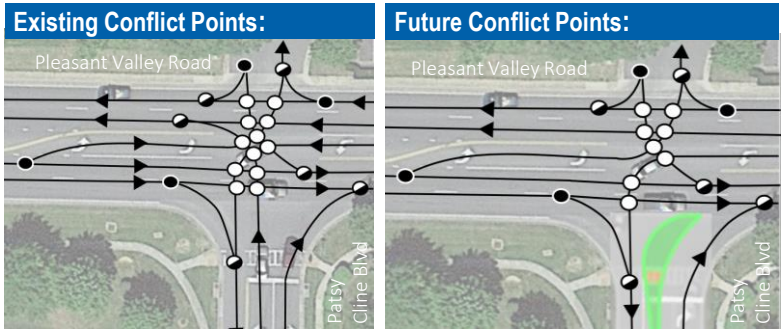 Existing Conflict Points:
Pleasant Valley Road
Patsy
Cline Blvd
Future Conflict Points:
Pleasant Valley Road
Patsy
Cline Blvd